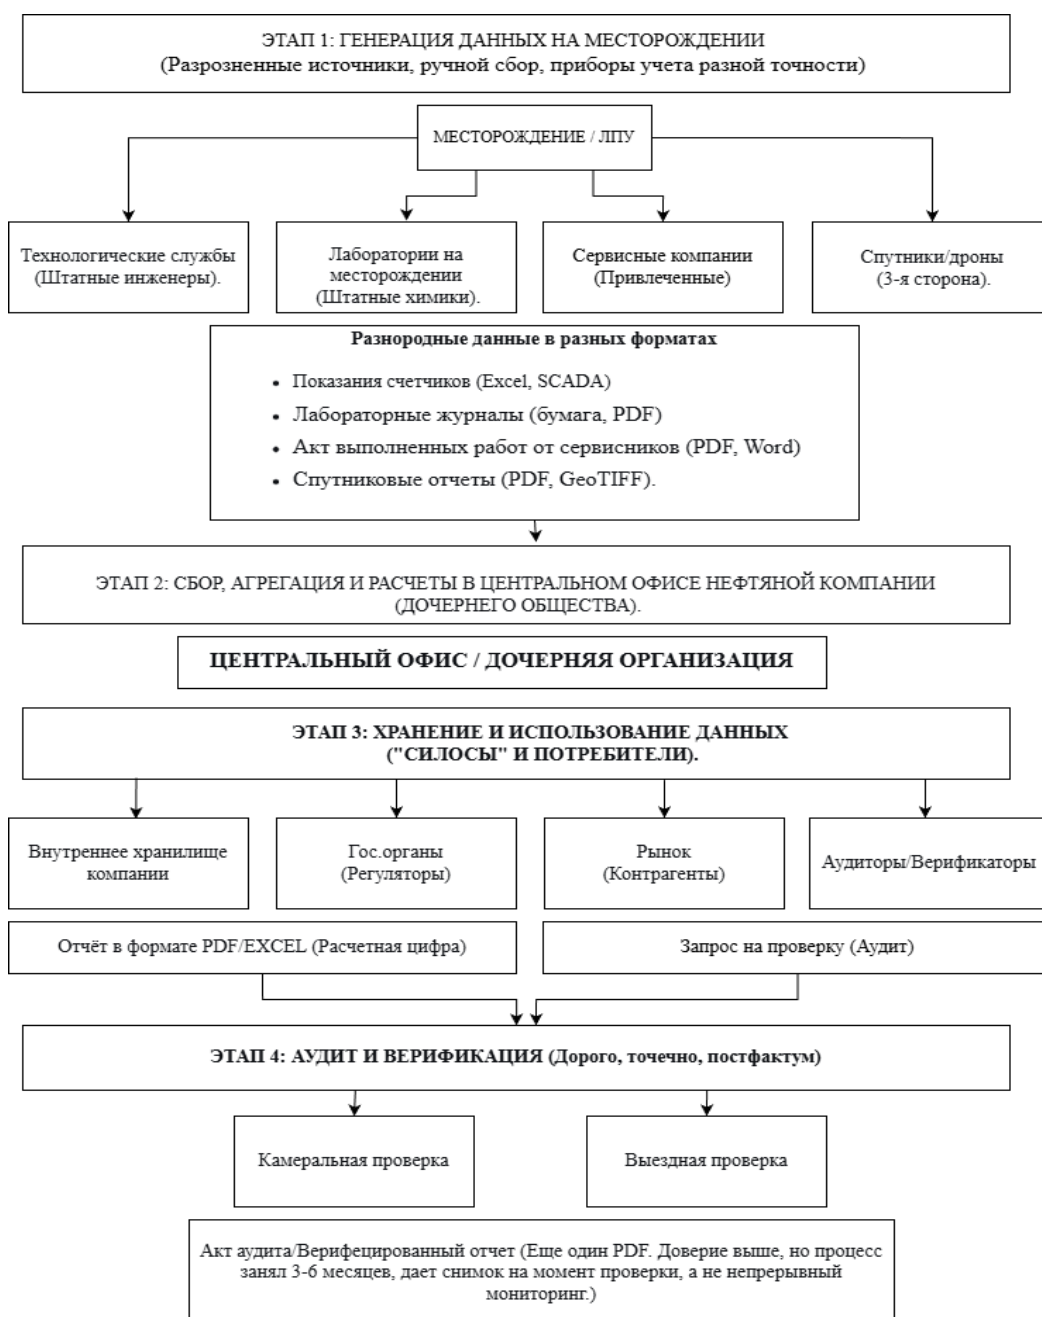 ЭТАП 1: ГЕНЕРАЦИЯ ДАННЫХ НА МЕСТОРОЖДЕНИИ
(Разрозненные источники, ручной сбор, приборы учета разной точности)
МЕСТОРОЖДЕНИЕ / ЛПУ
Технологические службы
(Штатные инженеры).
Лаборатории на
месторождении
(Штатные химики).
Сервисные компании
(Привлеченные)
Спутники/дроны
(3-я сторона).
Разнородные данные в разных форматах
• Показания счетчиков (Excel, SCADA)
• Лабораторные журналы (бумага, PDF)
• Акт выполненных работ от сервисников (PDF, Word)
• Спутниковые отчеты (PDF, GeoTIFF).
ЭТАП 2: СБОР, АГРЕГАЦИЯ И РАСЧЕТЫ В ЦЕНТРАЛЬНОМ ОФИСЕ НЕФТЯНОЙ КОМПАНИИ
(ДОЧЕРНЕГО ОБЩЕСТВА).
ЦЕНТРАЛЬНЫЙ ОФИС / ДОЧЕРНЯЯ ОРГАНИЗАЦИЯ
ЭТАП 3: ХРАНЕНИЕ И ИСПОЛЬЗОВАНИЕ ДАННЫХ
("СИЛОСЫ" И ПОТРЕБИТЕЛИ).
Внутреннее хранилище
компании
Гос.органы
(Регуляторы)
Рынок
(Контрагенты)
Аудиторы/Верификаторы
Отчёт в формате PDF/EXCEL (Расчетная цифра)
Запрос на проверку (Аудит)
ЭТАП 4: АУДИТ И ВЕРИФИКАЦИЯ (Дорого, точечно, постфактум)
Камеральная проверка
Выездная проверка
Акт аудита/Верифецированный отчет (Еще один PDF. Доверие выше, но процесс
занял 3-6 месяцев, дает снимок на момент проверки, а не непрерывный
мониторинг.)